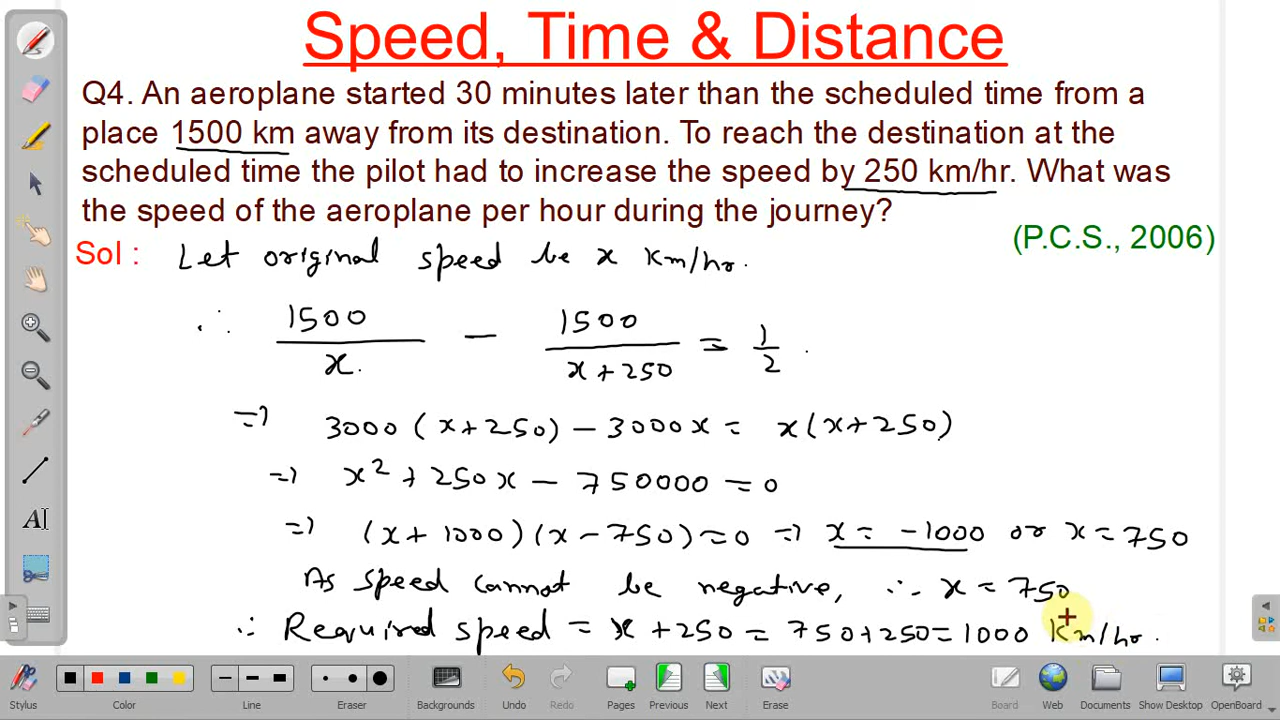 Speed, Time & Distance
Q4. An aeroplane started 30 minutes later than the scheduled time from a
place 1500 km away from its destination. To reach the destination at the
scheduled time the pilot had to increase the speed by 250 km/hr. What was
the speed of the aeroplane per hour during the journey?
(P.C.S., 2006)
Sol : Let original speed be x km/hr.
∴ 1500/x - 1500/(x+250) = 1/2
⇒ 3000(x+250) - 3000x = x(x+250)
⇒ x² + 250x - 750000 = 0
⇒ (x+1000)(x-750)=0 ⇒ x = -1000 or x = 750
As speed cannot be negative, ∴ x = 750
∴ Required speed = x + 250 = 750+250 = 1000 km/hr.
AI
Stylus Color Line Eraser Backgrounds Undo Redo Pages Previous Next Erase Board Web Documents Show Desktop OpenBoard